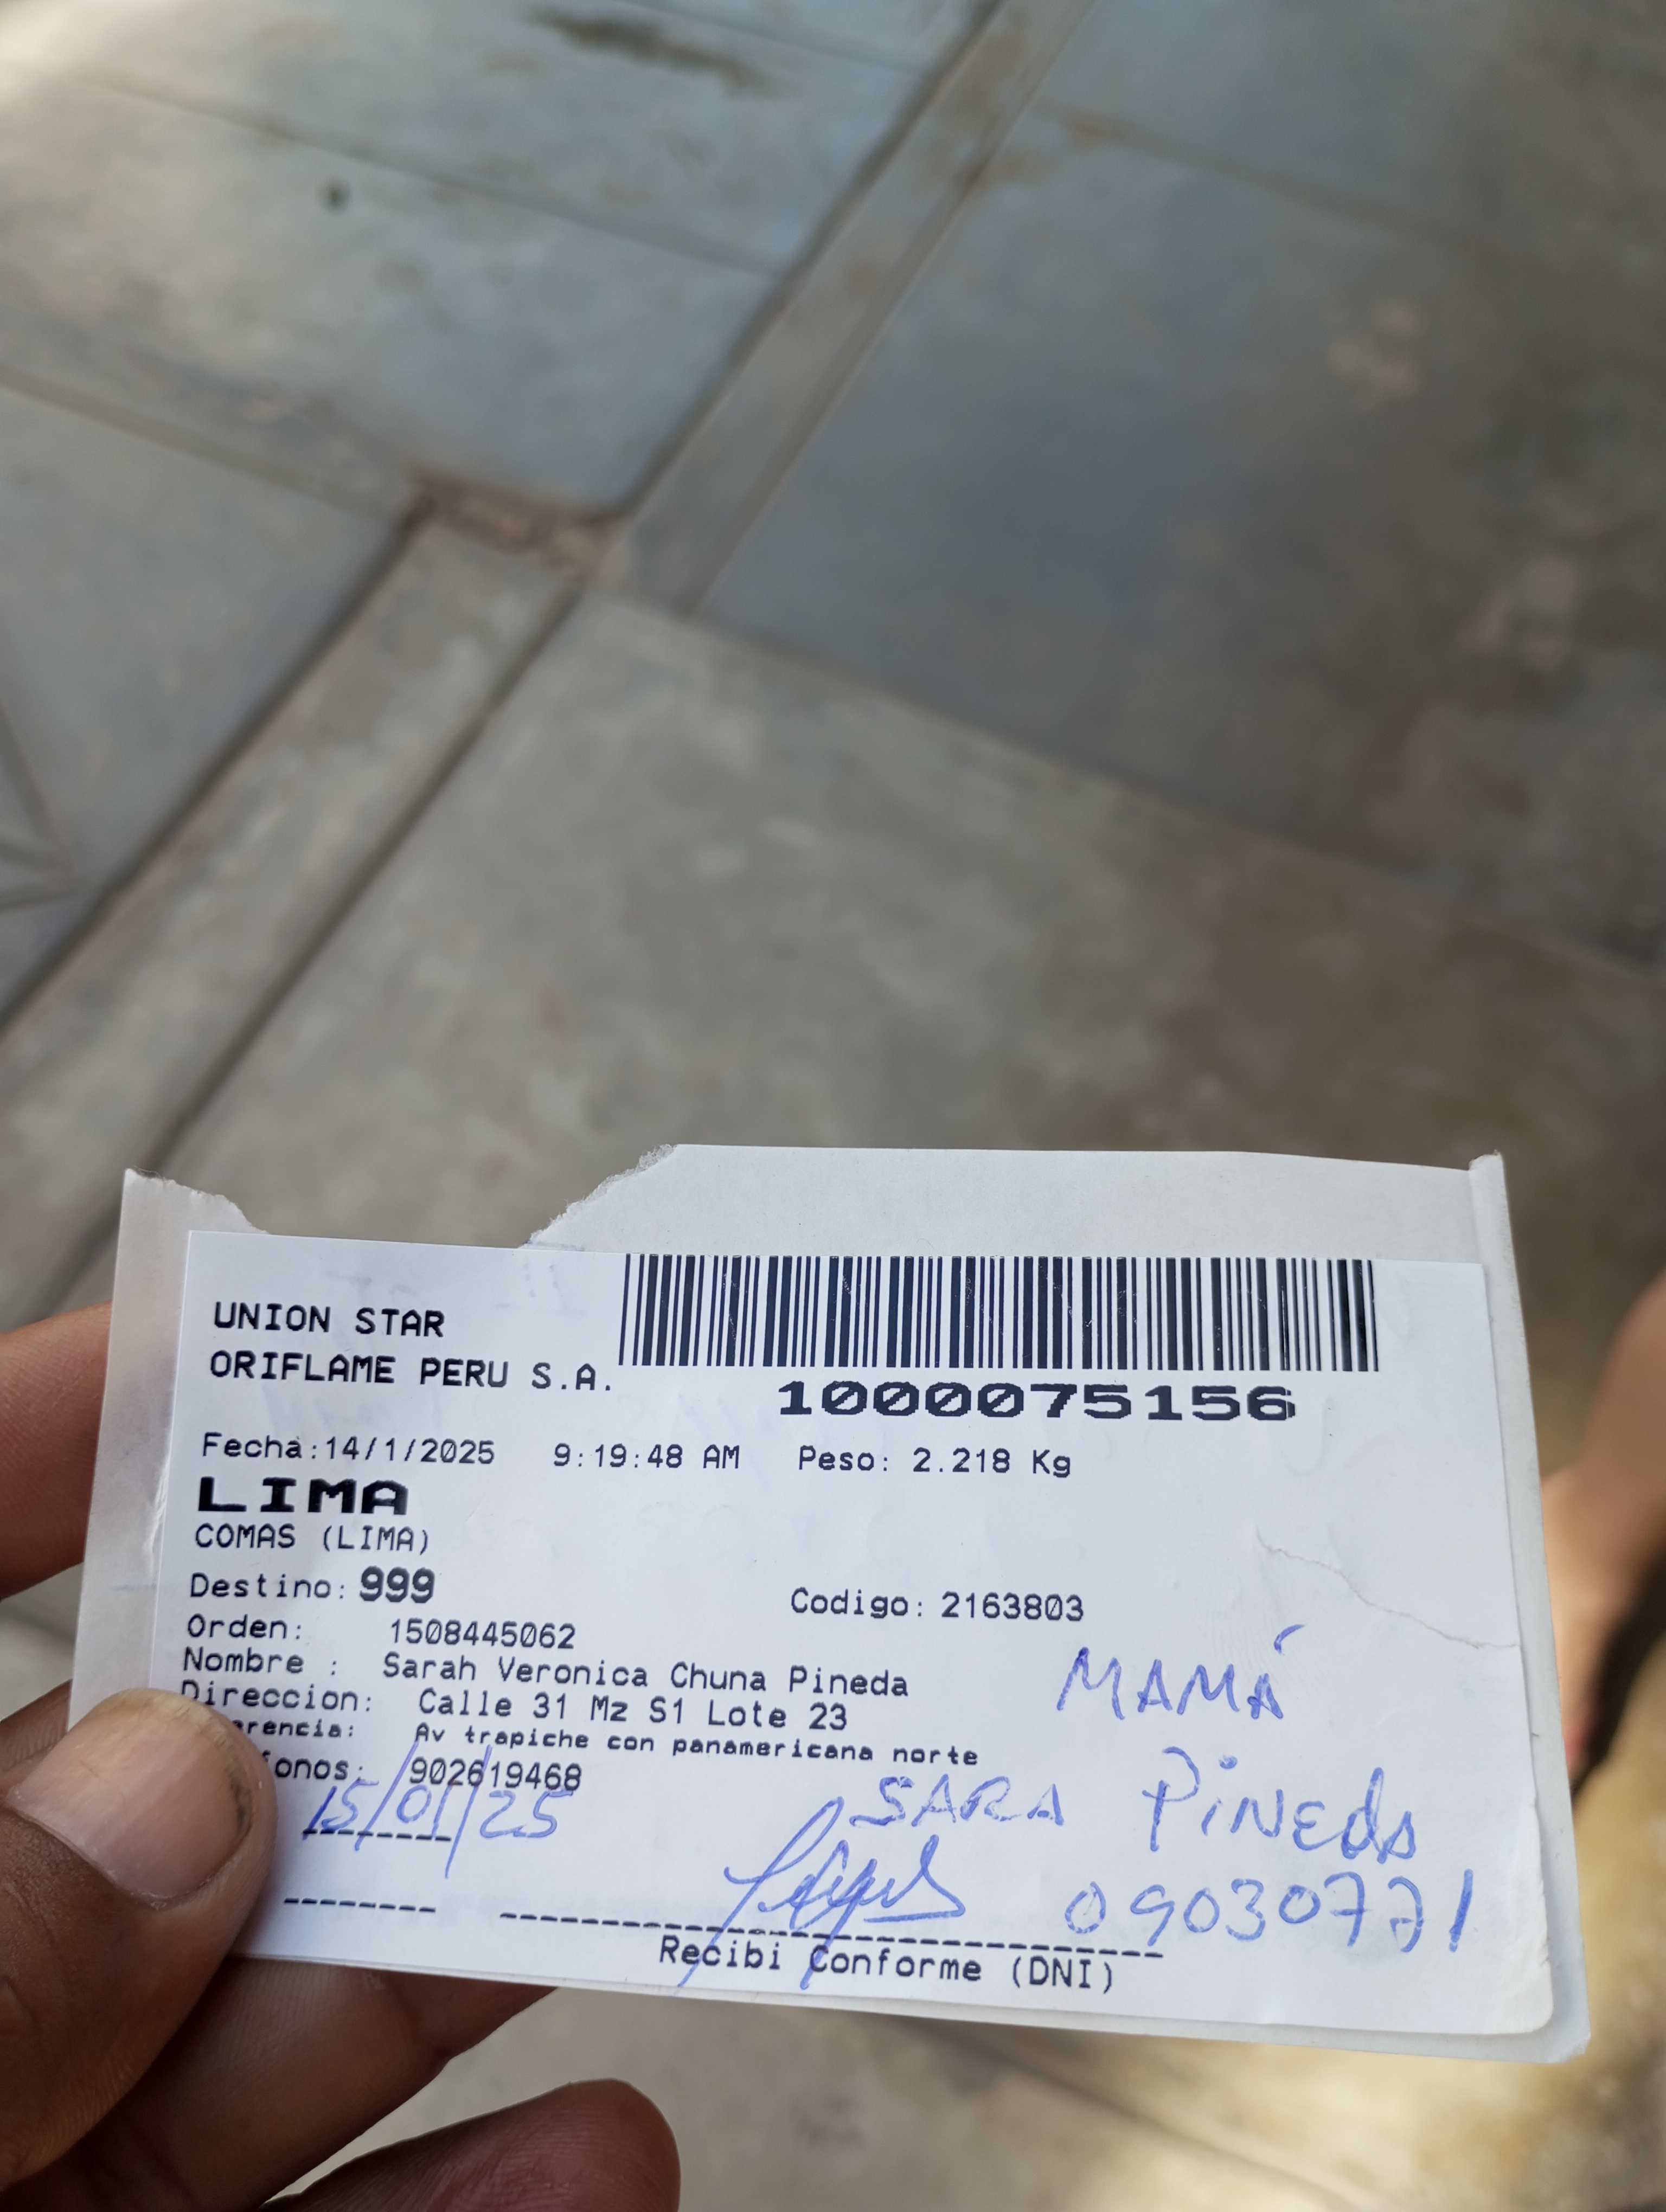 UNION STAR
ORIFLAME PERU S.A.
1000075156
Fecha:14/1/2025 9:19:48 AM Peso: 2.218 Kg
LIMA
COMAS (LIMA)
Destino: 999 Codigo: 2163803
Orden: 1508445062
Nombre : Sarah Veronica Chuna Pineda
MAMÁ
Direccion: Calle 31 Mz S1 Lote 23
erencia: Av trapiche con panamericana norte
fonos: 902619468
15/01/25
SARA PiNEdA
09030771
Recibi Conforme (DNI)